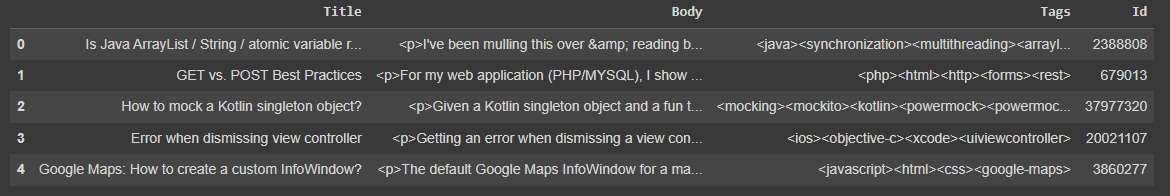 Title Body Tags Id
0 Is Java ArrayList / String / atomic variable r... <p>I've been mulling this over &amp; reading b... <java><synchronization><multithreading><arrayl... 2388808
1 GET vs. POST Best Practices <p>For my web application (PHP/MYSQL), I show ... <php><html><http><forms><rest> 679013
2 How to mock a Kotlin singleton object? <p>Given a Kotlin singleton object and a fun t... <mocking><mockito><kotlin><powermock><powermoc... 37977320
3 Error when dismissing view controller <p>Getting an error when dismissing a view con... <ios><objective-c><xcode><uiviewcontroller> 20021107
4 Google Maps: How to create a custom InfoWindow? <p>The default Google Maps InfoWindow for a ma... <javascript><html><css><google-maps> 3860277